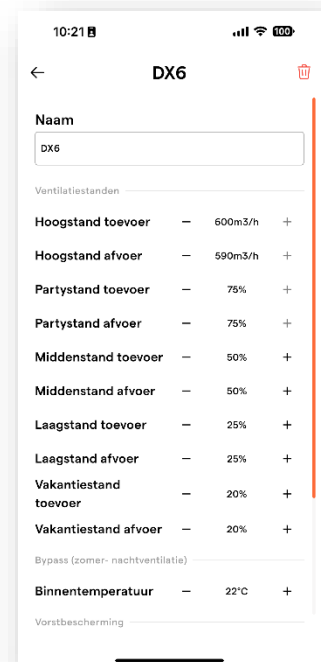 10:21 100
DX6
Naam
DX6
Ventilatiestanden
Hoogstand toevoer − 600m3/h +
Hoogstand afvoer − 590m3/h +
Partystand toevoer − 75% +
Partystand afvoer − 75% +
Middenstand toevoer − 50% +
Middenstand afvoer − 50% +
Laagstand toevoer − 25% +
Laagstand afvoer − 25% +
Vakantiestand
toevoer − 20% +
Vakantiestand afvoer − 20% +
Bypass (zomer- nachtventilatie)
Binnentemperatuur − 22°C +
Vorstbescherming